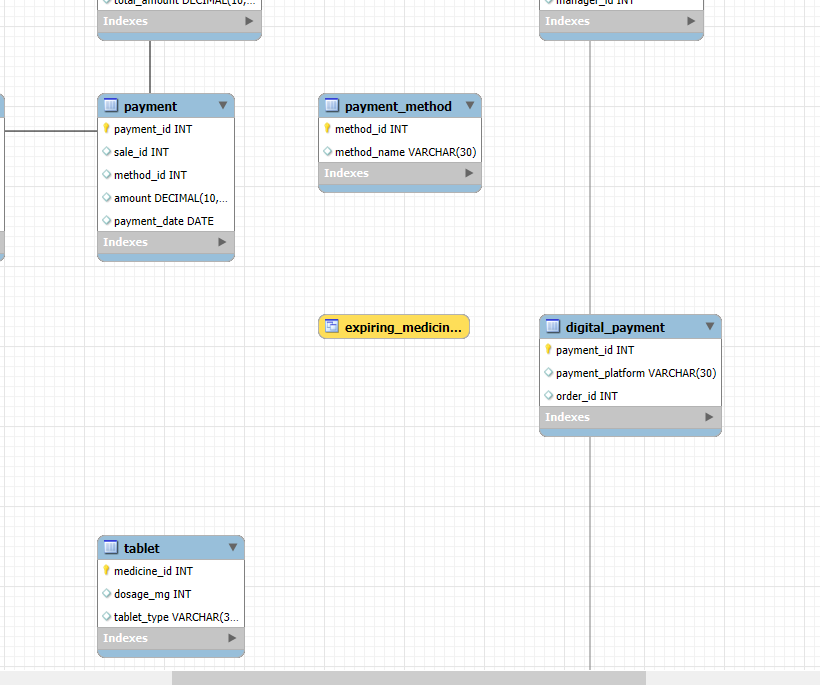 total_amount DECIMAL(10,...
Indexes
manager_id INT
Indexes
payment
payment_id INT
sale_id INT
method_id INT
amount DECIMAL(10,...
payment_date DATE
Indexes
payment_method
method_id INT
method_name VARCHAR(30)
Indexes
expiring_medicin...
digital_payment
payment_id INT
payment_platform VARCHAR(30)
order_id INT
Indexes
tablet
medicine_id INT
dosage_mg INT
tablet_type VARCHAR(3...
Indexes